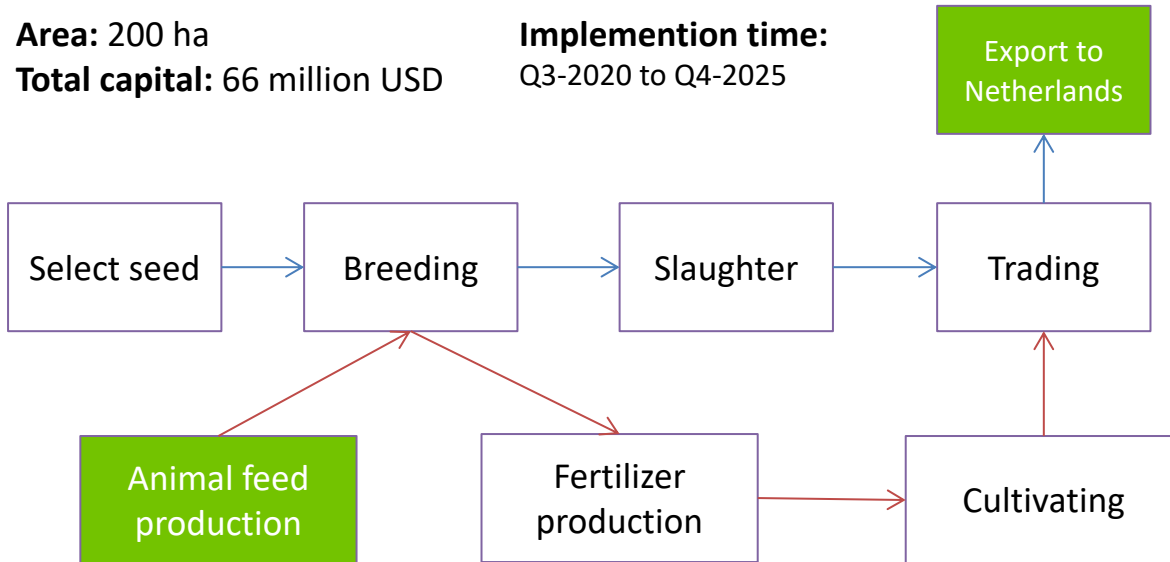 Area: 200 ha
Total capital: 66 million USD
Implemention time:
Q3-2020 to Q4-2025
Export to
Netherlands
Select seed
Breeding
Slaughter
Trading
Animal feed
production
Fertilizer
production
Cultivating